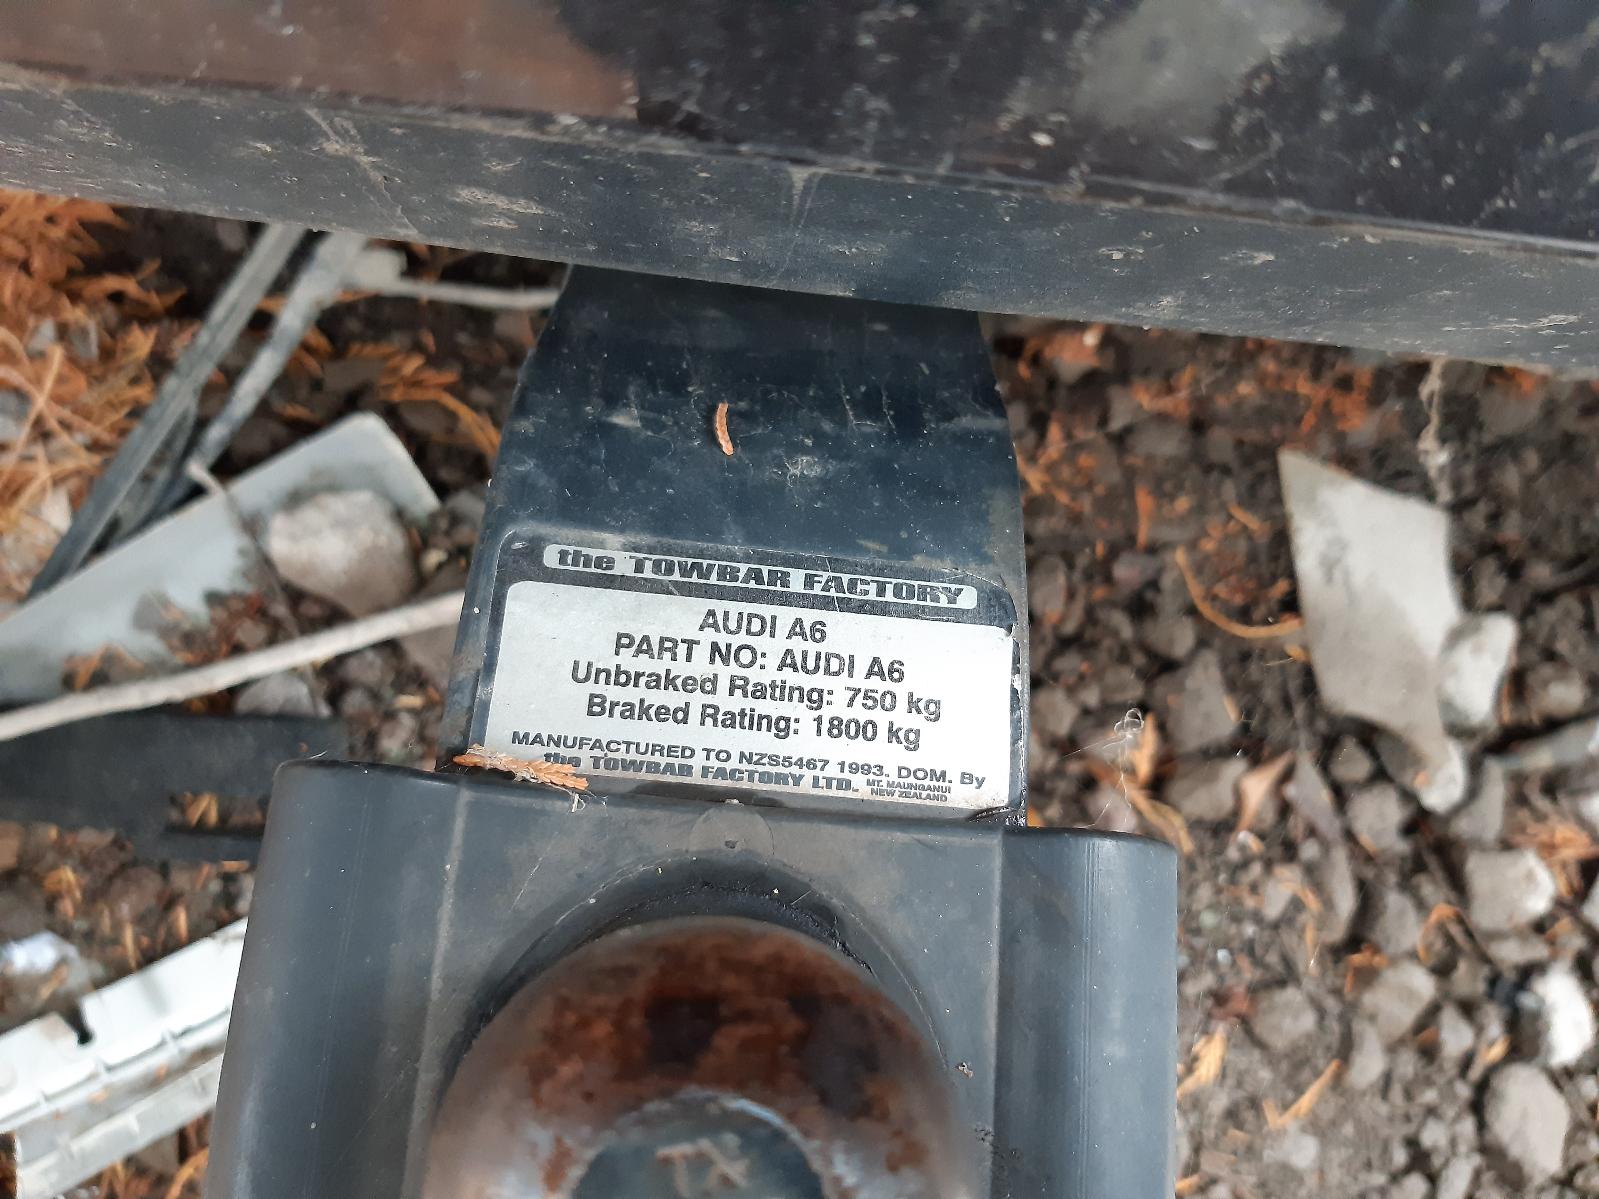 the TOWBAR FACTORY
AUDI A6
PART NO: AUDI A6
Unbraked Rating: 750 kg
Braked Rating: 1800 kg
MANUFACTURED TO NZS5467 1993. DOM. By
the TOWBAR FACTORY LTD. MT. MAUNGANUI
NEW ZEALAND